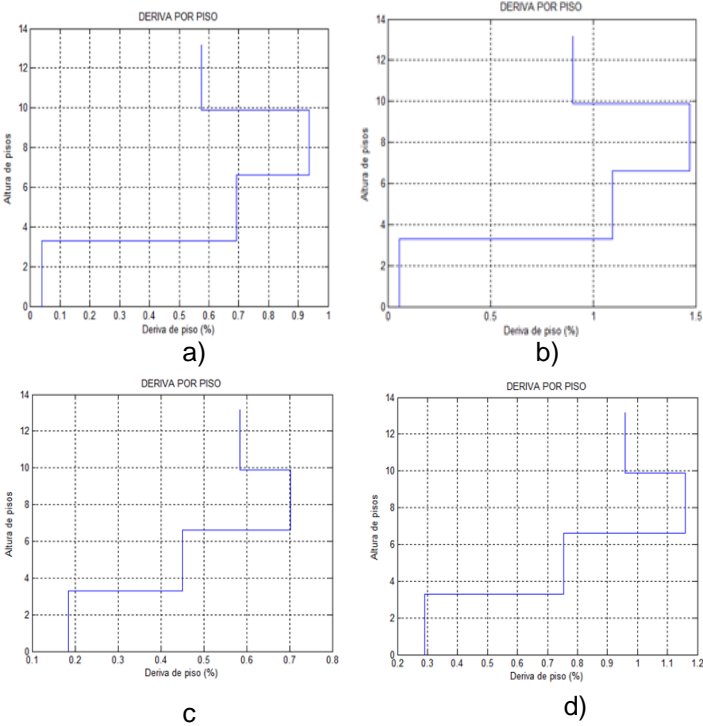 DERIVA POR PISO
14
12
10
8
6
4
2
0
Altura de pisos
0 0.1 0.2 0.3 0.4 0.5 0.6 0.7 0.8 0.9 1
Deriva de piso (%)
a)
DERIVA POR PISO
14
12
10
8
6
4
2
0
Altura de pisos
0 0.5 1 1.5
Deriva de piso (%)
b)
DERIVA POR PISO
14
12
10
8
6
4
2
0
Altura de pisos
0.1 0.2 0.3 0.4 0.5 0.6 0.7 0.8
Deriva de piso (%)
c
DERIVA POR PISO
14
12
10
8
6
4
2
0
Altura de pisos
0.2 0.3 0.4 0.5 0.6 0.7 0.8 0.9 1 1.1 1.2
Deriva de piso (%)
d)